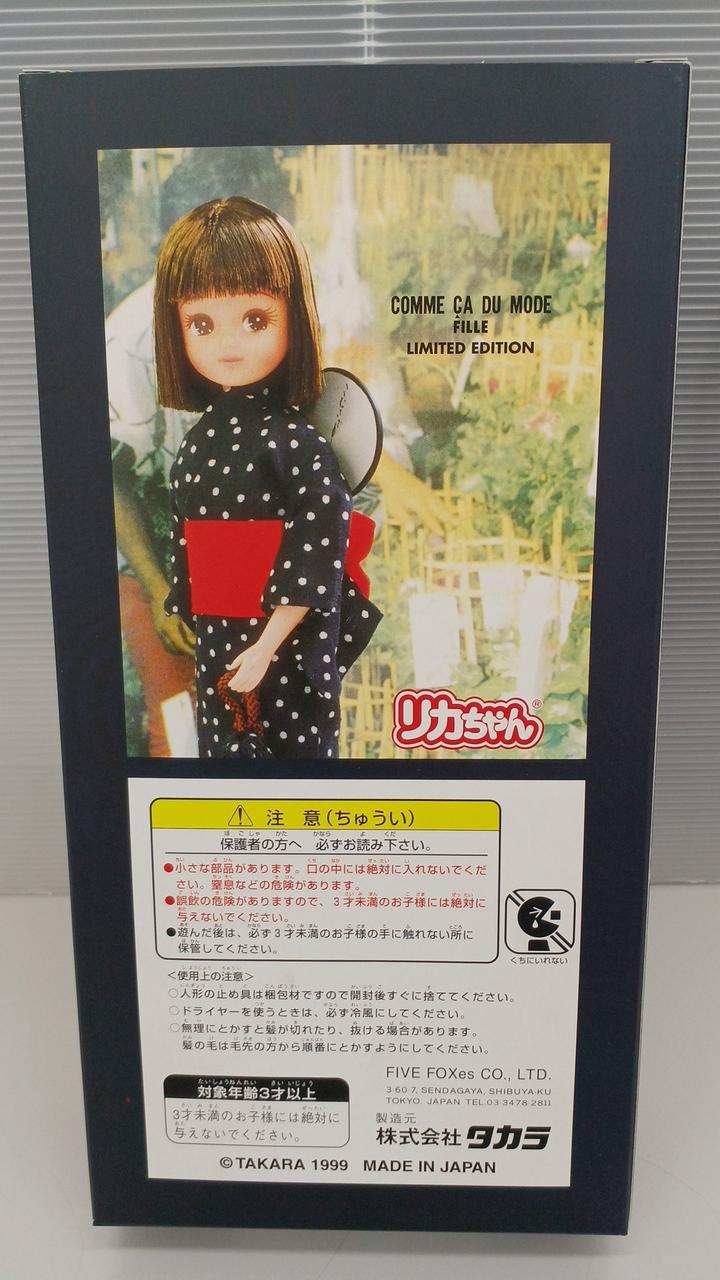 COMME ÇA DU MODE
FILLE
LIMITED EDITION
リカちゃん®
注 意(ちゅうい)
保護者の方へ 必ずお読み下さい。
●小さな部品があります。口の中には絶対に入れないでくだ
さい。窒息などの危険があります。
●誤飲の危険がありますので、3才未満のお子様には絶対に
与えないでください。
●遊んだ後は、必ず3才未満のお子様の手に触れない所に
保管してください。
くちにいれない
<使用上の注意>
○人形の止め具は梱包材ですので開封後すぐに捨ててください。
○ドライヤーを使うときは、必ず冷風にしてください。
○無理にとかすと髪が切れたり、抜ける場合があります。
髪の毛は毛先の方から順番にとかすようにしてください。
対象年齢3才以上
3才未満のお子様には絶対に
与えないでください。
FIVE FOXes CO., LTD.
3-60-7, SENDAGAYA, SHIBUYA-KU
TOKYO. JAPAN TEL.03-3478-2811
製造元
株式会社タカラ
©TAKARA 1999 MADE IN JAPAN